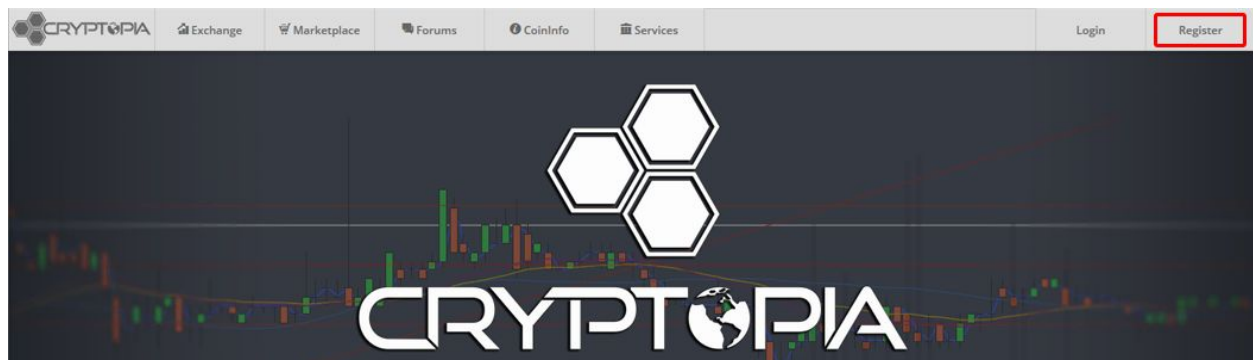 CRYPTOPIA Exchange Marketplace Forums CoinInfo Services Login Register
CRYPTOPIA